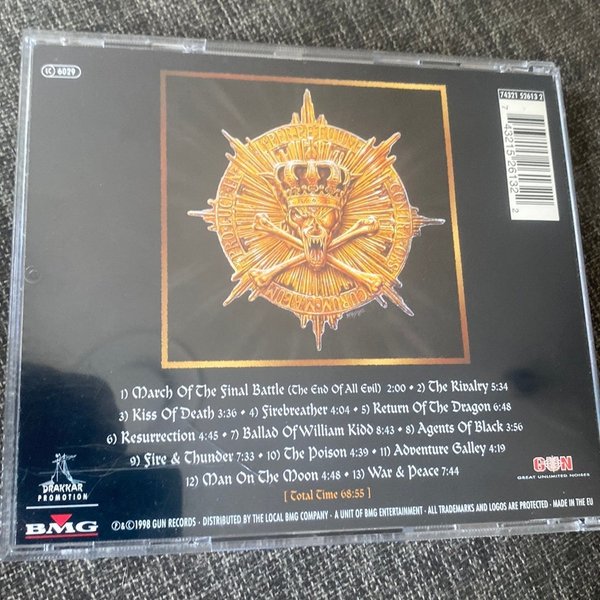 LC 6029
74321 52613 2
7 43215 26132 2
1) March Of The Final Battle (The End Of All Evil) 2:00 • 2) The Rivalry 5:34
3) Kiss Of Death 3:36 • 4) Firebreather 4:04 • 5) Return Of The Dragon 6:48
6) Resurrection 4:45 • 7) Ballad Of William Kidd 8:43 • 8) Agents Of Black 3:56
9) Fire & Thunder 7:33 • 10) The Poison 4:39 • 11) Adventure Galley 4:19
12) Man On The Moon 4:48 • 13) War & Peace 7:44
[ Total Time 68:55 ]
DRAKKAR
PROMOTION
GUN
GREAT UNLIMITED NOISES
BMG
℗&© 1998 GUN RECORDS - DISTRIBUTED BY THE LOCAL BMG COMPANY - A UNIT OF BMG ENTERTAINMENT - ALL TRADEMARKS AND LOGOS ARE PROTECTED - MADE IN THE EU